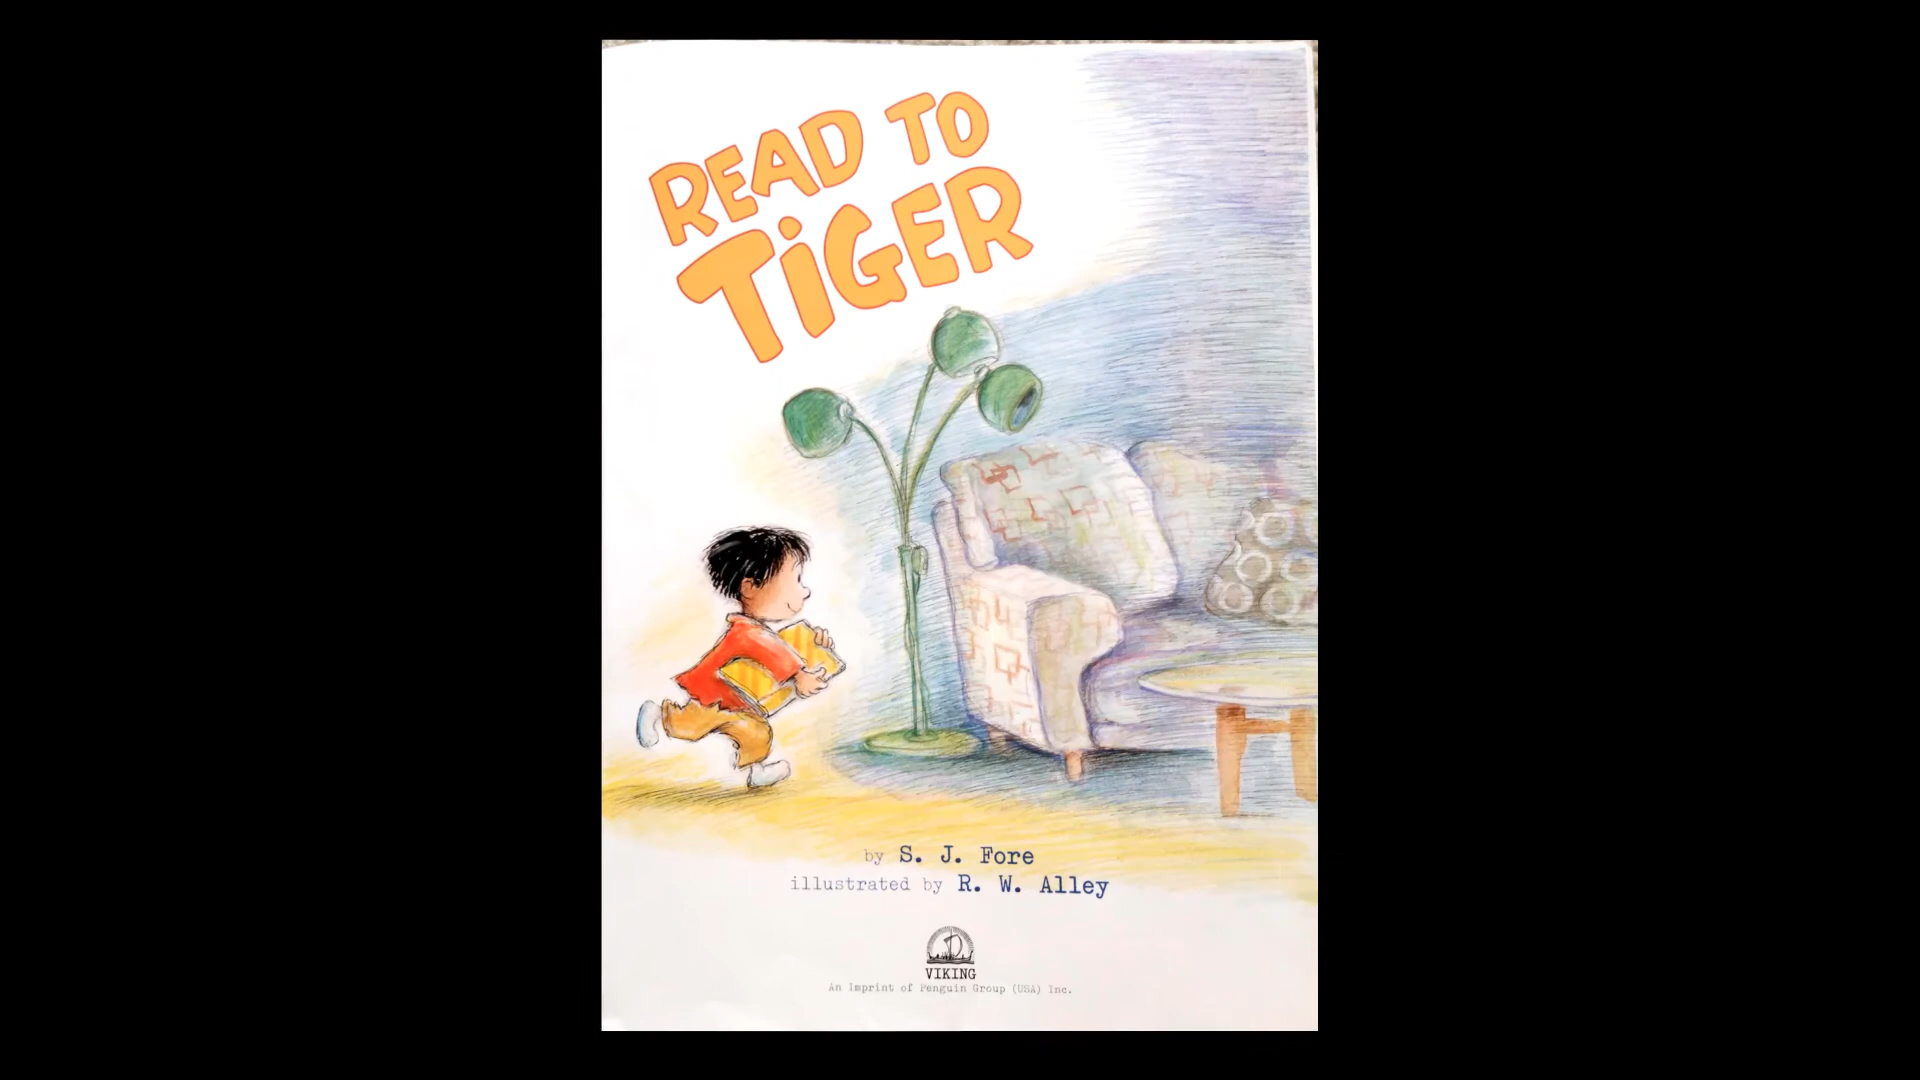 READ TO
TiGER
by S. J. Fore
illustrated by R. W. Alley
VIKING
An Imprint of Penguin Group (USA) Inc.